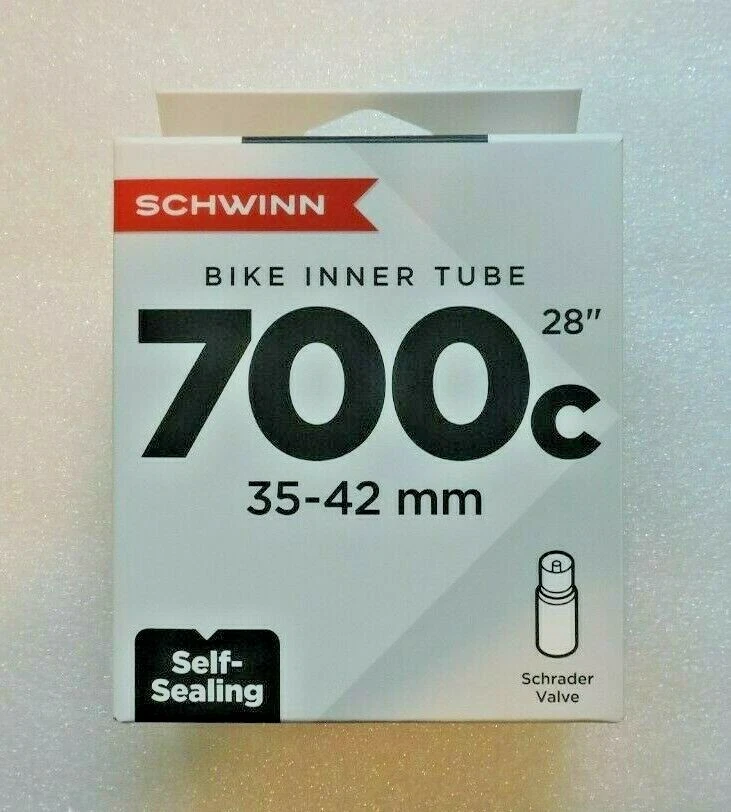 SCHWINN
BIKE INNER TUBE
700c 28"
35-42 mm
Self-
Sealing
Schrader
Valve